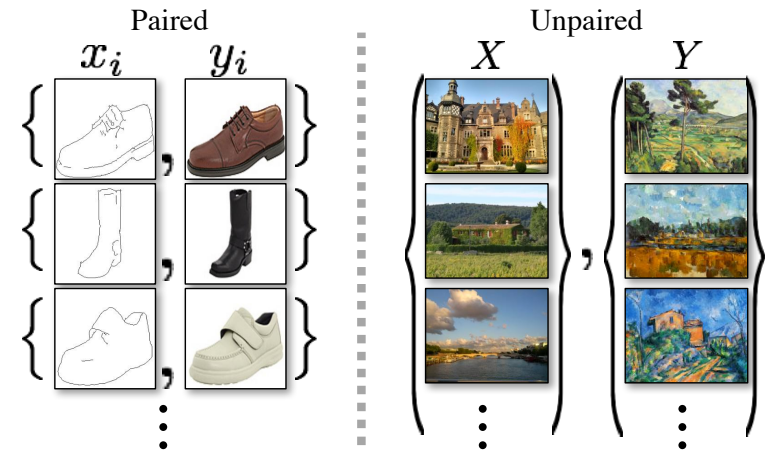 Paired
x_i y_i
{ , }
{ , }
{ , }
⋮
Unpaired
X Y
{ } , { }
⋮ ⋮